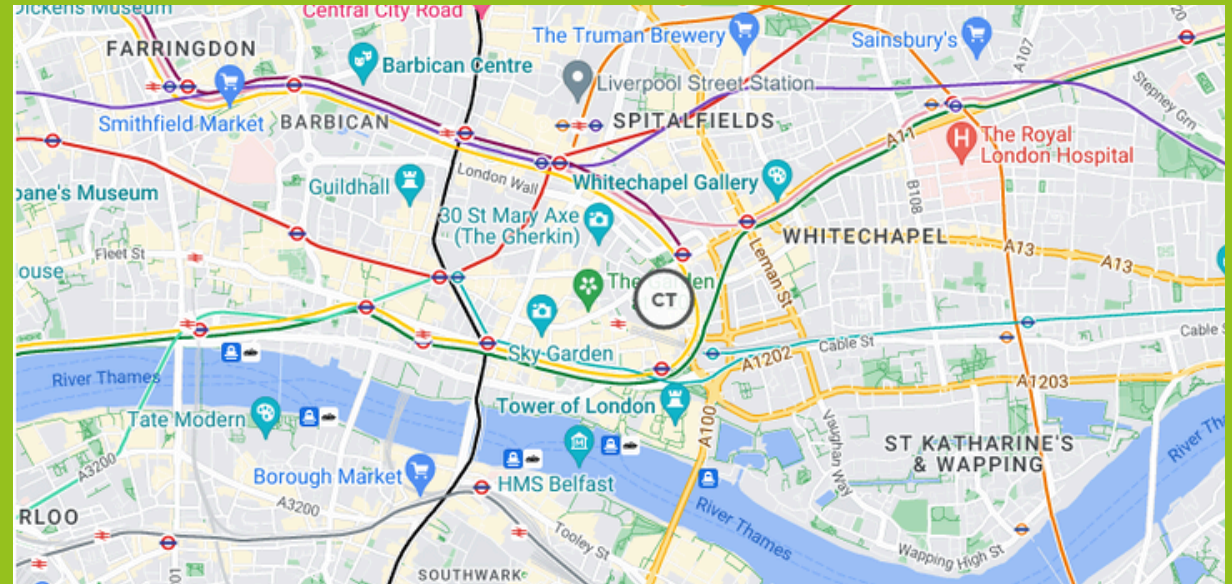 Dickens Museum
Central City Road
FARRINGDON
Barbican Centre
The Truman Brewery
Sainsbury's
A107
Liverpool Street Station
Stepney Grn
Smithfield Market
BARBICAN
SPITALFIELDS
A11
The Royal
London Hospital
H
London Wall
oane's Museum
Guildhall
Whitechapel Gallery
B108
30 St Mary Axe
(The Gherkin)
WHITECHAPEL
A13
A13
Fleet St
Leman St
ouse
The Garden
CT
Sky Garden
Cable St
Cable
A1202
River Thames
A1203
Tate Modern
Tower of London
A100
Vaughan Way
ST KATHARINE'S
& WAPPING
River Th
A3200
Borough Market
HMS Belfast
A3200
River Thames
RLOO
Tooley St
Wapping High St
SOUTHWARK